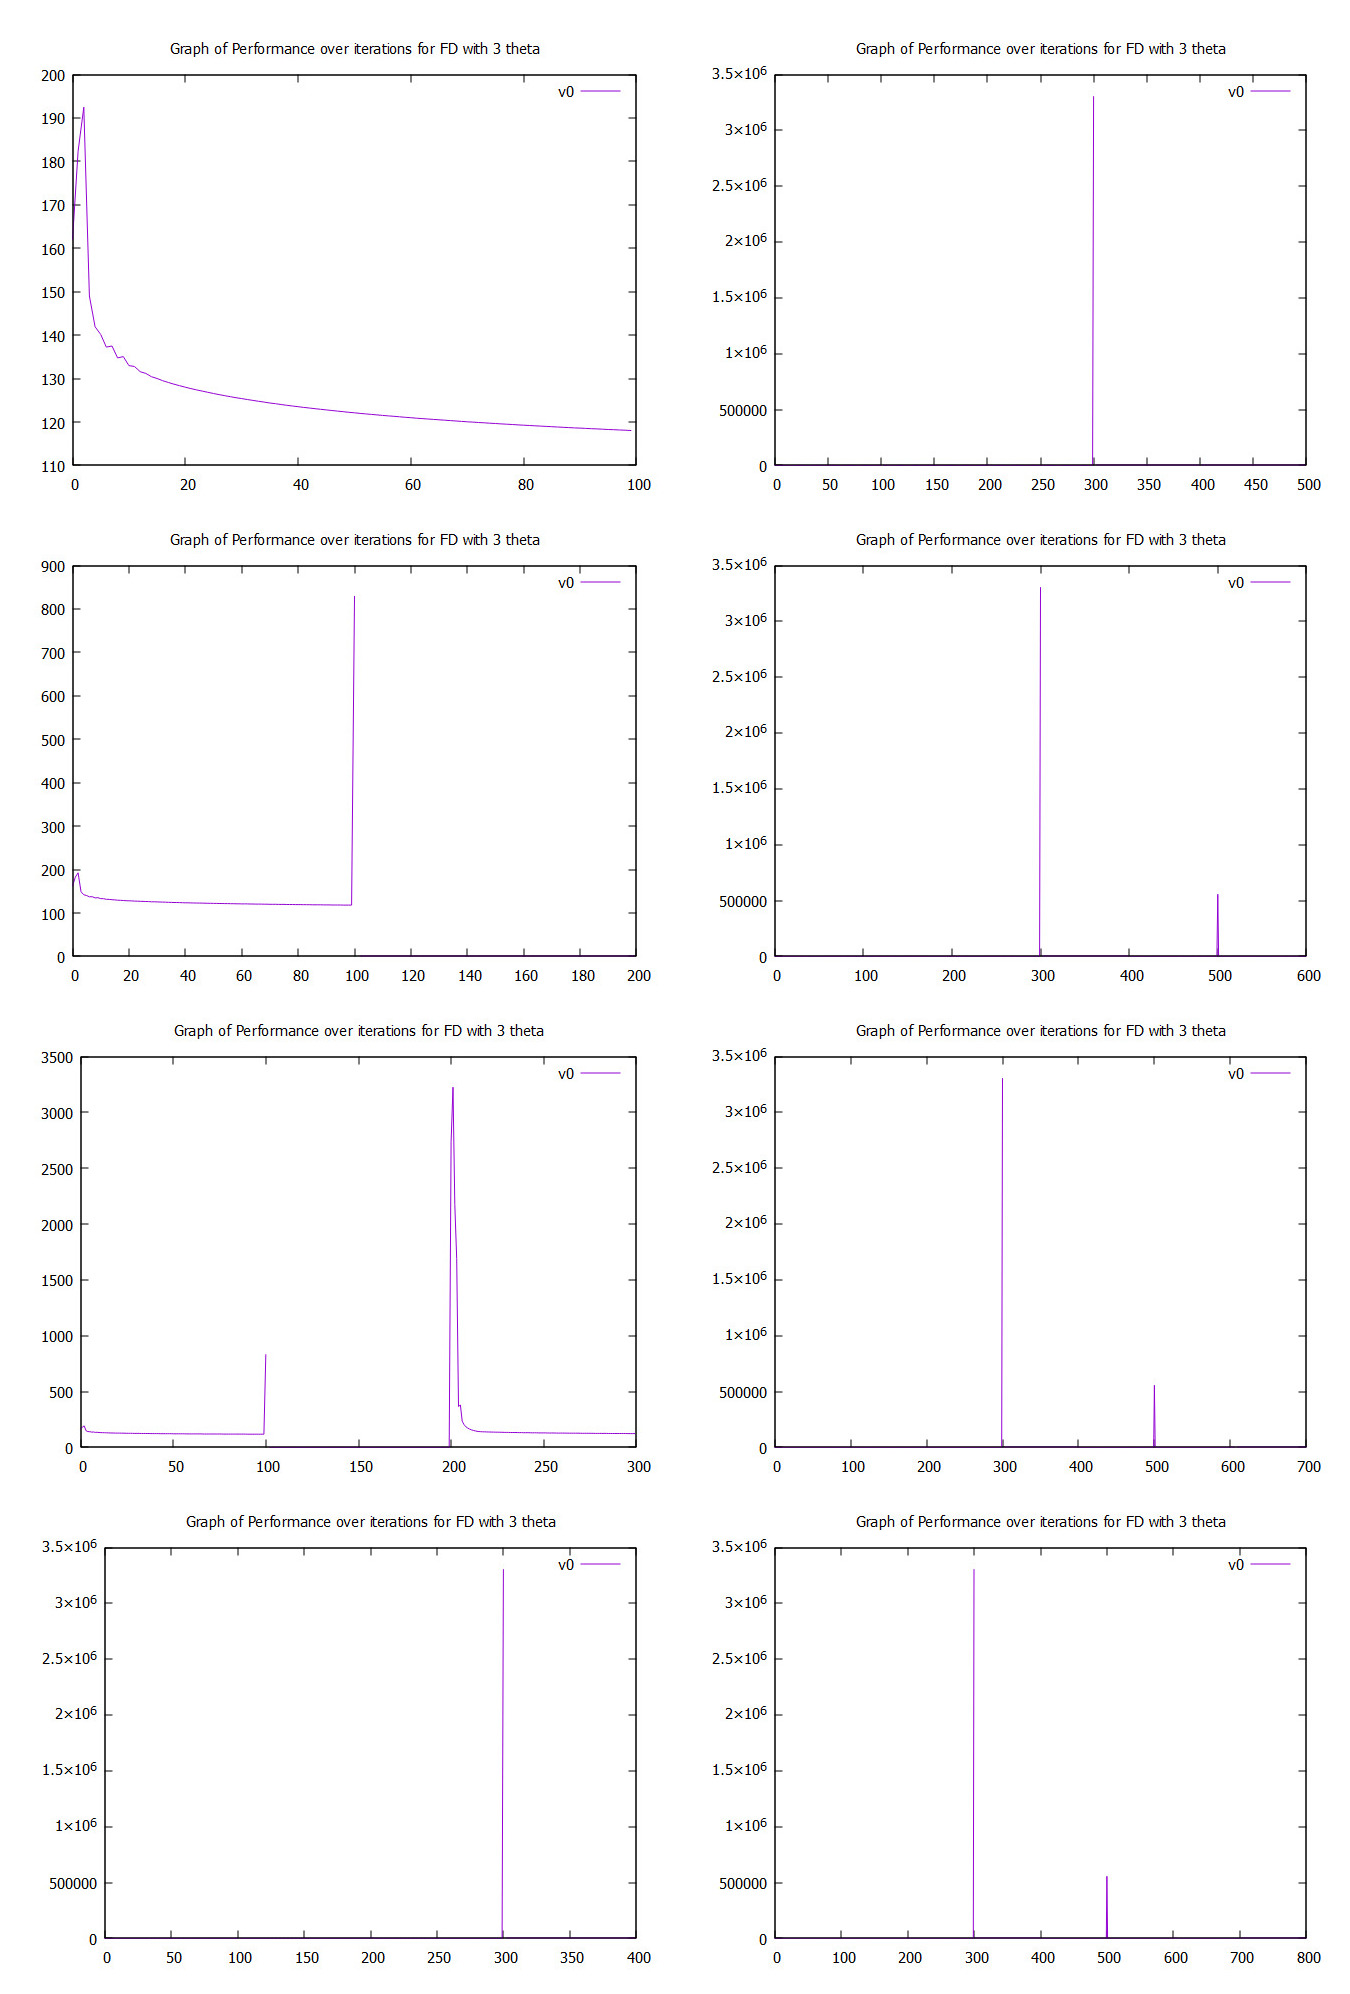 Graph of Performance over iterations for FD with 3 theta
v0
200
190
180
170
160
150
140
130
120
110
0 20 40 60 80 100
Graph of Performance over iterations for FD with 3 theta
v0
3.5×10⁶
3×10⁶
2.5×10⁶
2×10⁶
1.5×10⁶
1×10⁶
500000
0
0 50 100 150 200 250 300 350 400 450 500
Graph of Performance over iterations for FD with 3 theta
v0
900
800
700
600
500
400
300
200
100
0
0 20 40 60 80 100 120 140 160 180 200
Graph of Performance over iterations for FD with 3 theta
v0
3.5×10⁶
3×10⁶
2.5×10⁶
2×10⁶
1.5×10⁶
1×10⁶
500000
0
0 100 200 300 400 500 600
Graph of Performance over iterations for FD with 3 theta
v0
3500
3000
2500
2000
1500
1000
500
0
0 50 100 150 200 250 300
Graph of Performance over iterations for FD with 3 theta
v0
3.5×10⁶
3×10⁶
2.5×10⁶
2×10⁶
1.5×10⁶
1×10⁶
500000
0
0 100 200 300 400 500 600 700
Graph of Performance over iterations for FD with 3 theta
v0
3.5×10⁶
3×10⁶
2.5×10⁶
2×10⁶
1.5×10⁶
1×10⁶
500000
0
0 50 100 150 200 250 300 350 400
Graph of Performance over iterations for FD with 3 theta
v0
3.5×10⁶
3×10⁶
2.5×10⁶
2×10⁶
1.5×10⁶
1×10⁶
500000
0
0 100 200 300 400 500 600 700 800